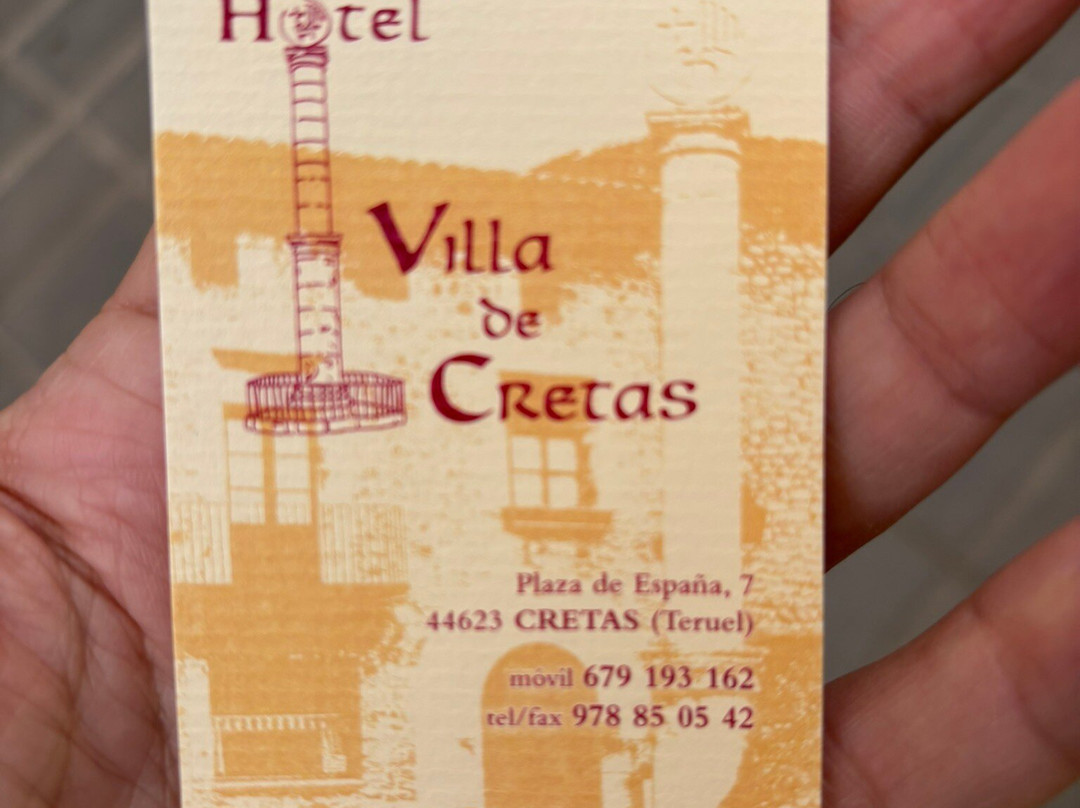 Hotel
Villa
de
Cretas
Plaza de España, 7
44623 CRETAS (Teruel)
móvil 679 193 162
tel/fax 978 85 05 42